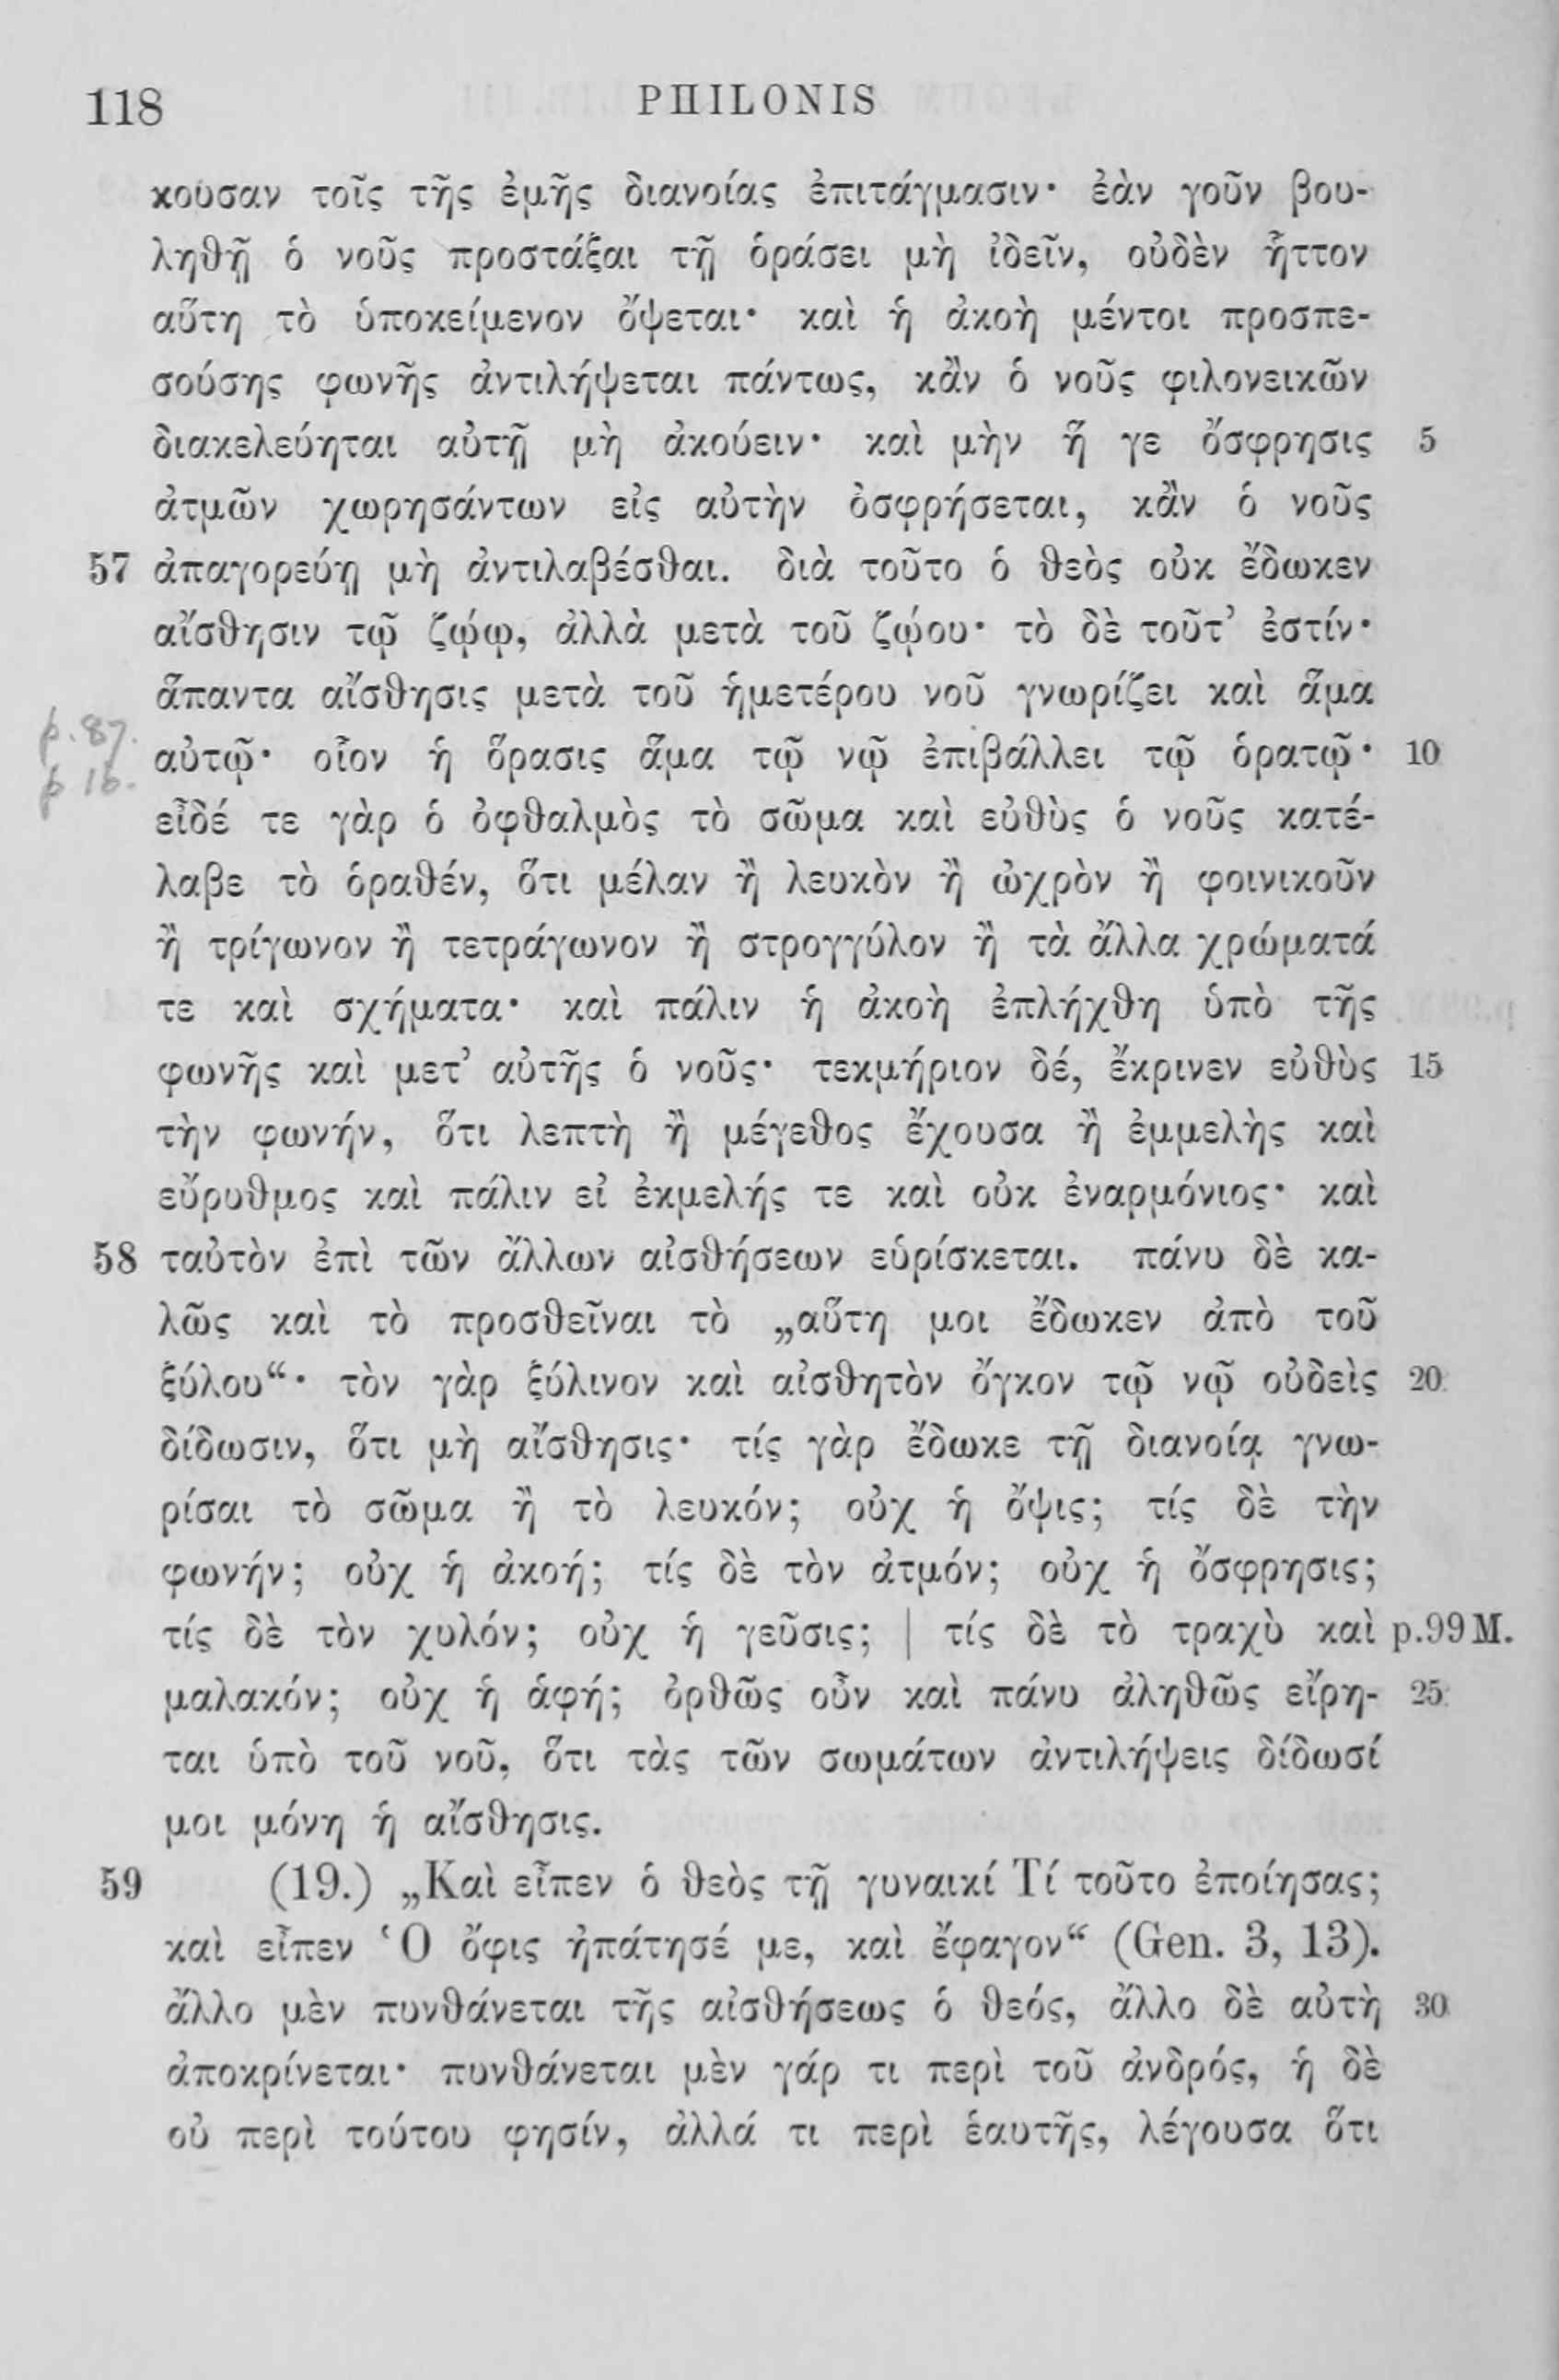 118 PHILONIS
κουσαν τοῖς τῆς ἐμῆς διανοίας ἐπιτάγμασιν· ἐὰν γοῦν βου-
ληθῇ ὁ νοῦς προστάξαι τῇ ὁράσει μὴ ἰδεῖν, οὐδὲν ἧττον
αὕτη τὸ ὑποκείμενον ὄψεται· καὶ ἡ ἀκοὴ μέντοι προσπε-
σούσης φωνῆς ἀντιλήψεται πάντως, κἂν ὁ νοῦς φιλονεικῶν
διακελεύηται αὐτῇ μὴ ἀκούειν· καὶ μὴν ἥ γε ὄσφρησις 5
ἀτμῶν χωρησάντων εἰς αὐτὴν ὀσφρήσεται, κἂν ὁ νοῦς
57 ἀπαγορεύῃ μὴ ἀντιλαβέσθαι. διὰ τοῦτο ὁ θεὸς οὐκ ἔδωκεν
αἴσθησιν τῷ ζῴῳ, ἀλλὰ μετὰ τοῦ ζῴου· τὸ δὲ τοῦτ’ ἐστίν·
ἅπαντα αἴσθησις μετὰ τοῦ ἡμετέρου νοῦ γνωρίζει καὶ ἅμα
p. 87.
αὐτῷ· οἷον ἡ ὅρασις ἅμα τῷ νῷ ἐπιβάλλει τῷ ὁρατῷ· 10
p 16.
εἶδέ τε γὰρ ὁ ὀφθαλμὸς τὸ σῶμα καὶ εὐθὺς ὁ νοῦς κατέ-
λαβε τὸ ὁραθέν, ὅτι μέλαν ἢ λευκὸν ἢ ὠχρὸν ἢ φοινικοῦν
ἢ τρίγωνον ἢ τετράγωνον ἢ στρογγύλον ἢ τὰ ἄλλα χρώματά
τε καὶ σχήματα· καὶ πάλιν ἡ ἀκοὴ ἐπλήχθη ὑπὸ τῆς
φωνῆς καὶ μετ’ αὐτῆς ὁ νοῦς· τεκμήριον δέ, ἔκρινεν εὐθὺς 15
τὴν φωνήν, ὅτι λεπτὴ ἢ μέγεθος ἔχουσα ἢ ἐμμελὴς καὶ
εὔρυθμος καὶ πάλιν εἰ ἐκμελής τε καὶ οὐκ ἐναρμόνιος· καὶ
58 ταὐτὸν ἐπὶ τῶν ἄλλων αἰσθήσεων εὑρίσκεται. πάνυ δὲ κα-
λῶς καὶ τὸ προσθεῖναι τὸ „αὕτη μοι ἔδωκεν ἀπὸ τοῦ
ξύλου“· τὸν γὰρ ξύλινον καὶ αἰσθητὸν ὄγκον τῷ νῷ οὐδεὶς 20
δίδωσιν, ὅτι μὴ αἴσθησις· τίς γὰρ ἔδωκε τῇ διανοίᾳ γνω-
ρίσαι τὸ σῶμα ἢ τὸ λευκόν; οὐχ ἡ ὄψις; τίς δὲ τὴν
φωνήν; οὐχ ἡ ἀκοή; τίς δὲ τὸν ἀτμόν; οὐχ ἡ ὄσφρησις;
τίς δὲ τὸν χυλόν; οὐχ ἡ γεῦσις; | τίς δὲ τὸ τραχὺ καὶ p.99 M.
μαλακόν; οὐχ ἡ ἁφή; ὀρθῶς οὖν καὶ πάνυ ἀληθῶς εἴρη- 25
ται ὑπὸ τοῦ νοῦ, ὅτι τὰς τῶν σωμάτων ἀντιλήψεις δίδωσί
μοι μόνη ἡ αἴσθησις.
59 (19.) „Καὶ εἶπεν ὁ θεὸς τῇ γυναικί Τί τοῦτο ἐποίησας;
καὶ εἶπεν Ὁ ὄφις ἠπάτησέ με, καὶ ἔφαγον“ (Gen. 3, 13).
ἄλλο μὲν πυνθάνεται τῆς αἰσθήσεως ὁ θεός, ἄλλο δὲ αὐτὴ 30
ἀποκρίνεται· πυνθάνεται μὲν γάρ τι περὶ τοῦ ἀνδρός, ἡ δὲ
οὐ περὶ τούτου φησίν, ἀλλά τι περὶ ἑαυτῆς, λέγουσα ὅτι